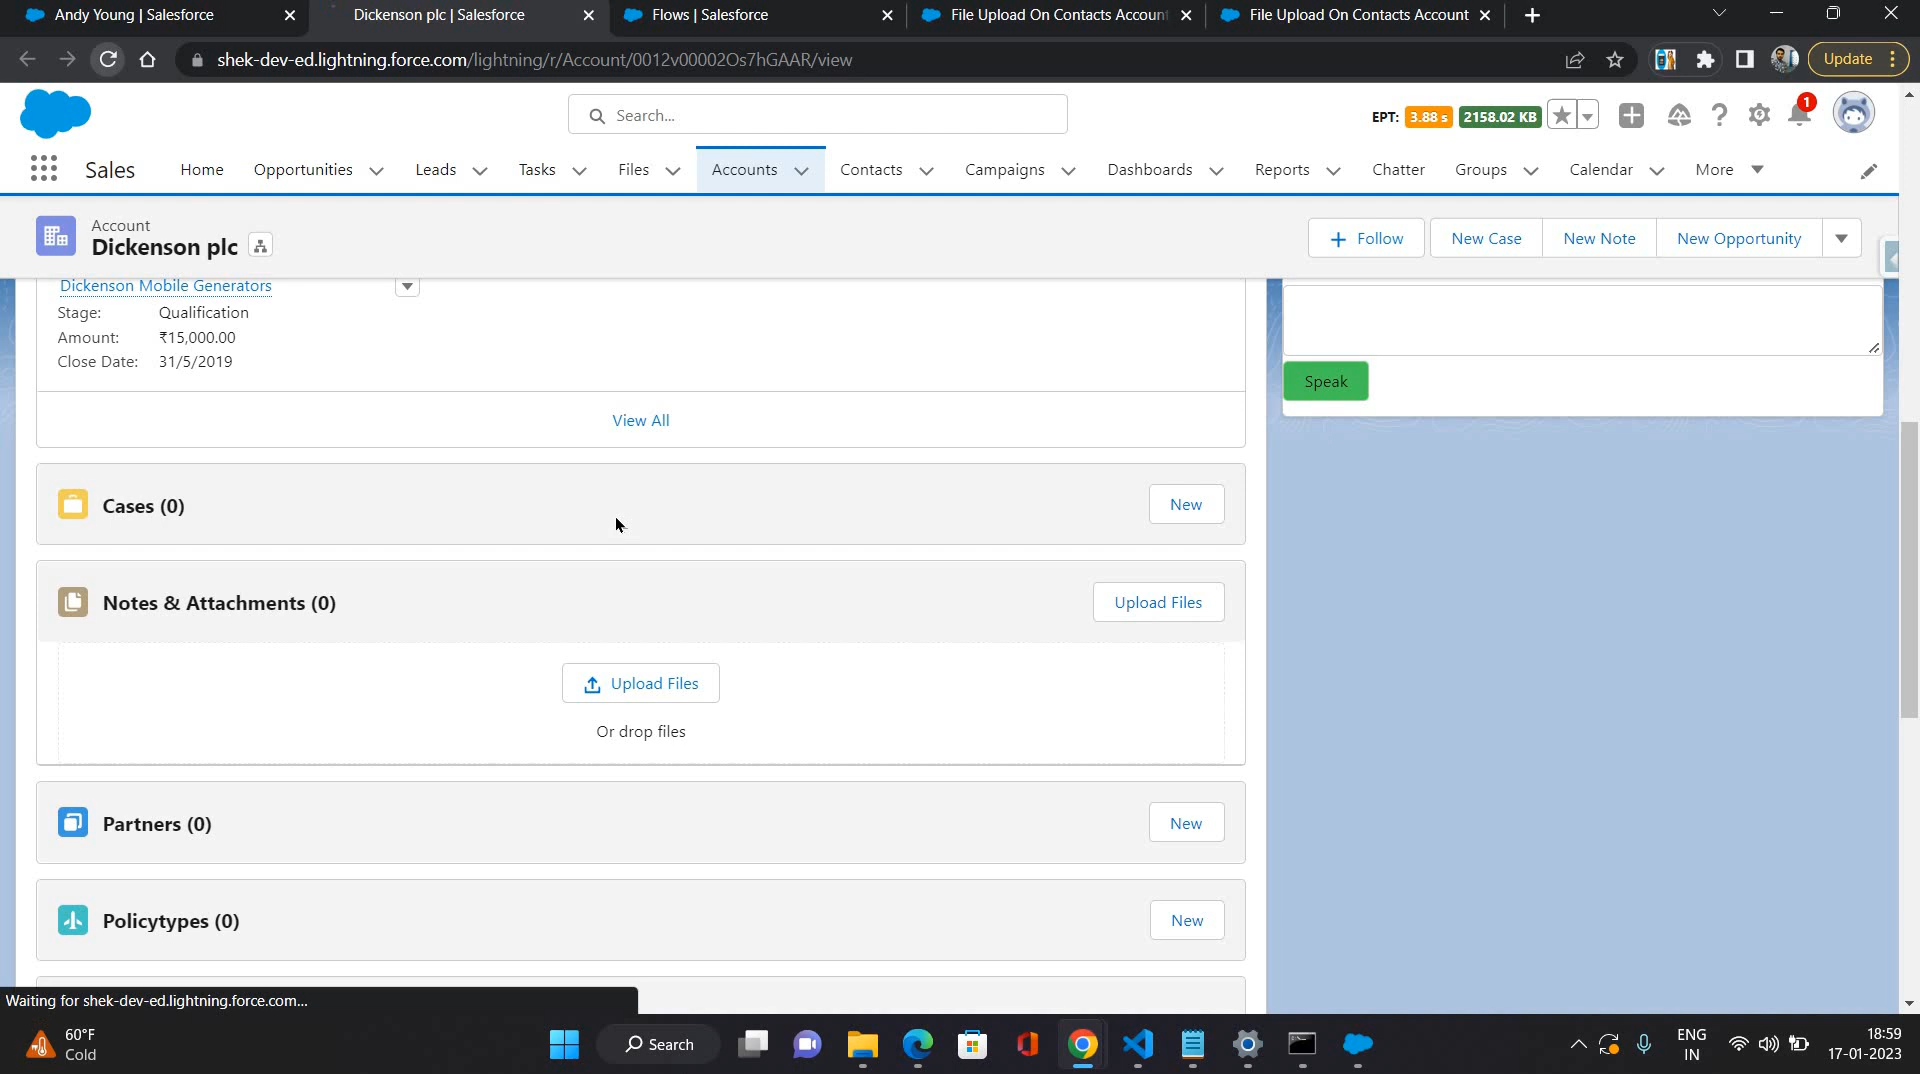 Andy Young | Salesforce
Dickenson plc | Salesforce
Flows | Salesforce
File Upload On Contacts Accoun
File Upload On Contacts Account
shek-dev-ed.lightning.force.com/lightning/r/Account/0012v00002Os7hGAAR/view
Update
Search...
EPT: 3.88 s 2158.02 KB
1
Sales
Home
Opportunities
Leads
Tasks
Files
Accounts
Contacts
Campaigns
Dashboards
Reports
Chatter
Groups
Calendar
More
Account
Dickenson plc
Follow
New Case
New Note
New Opportunity
Dickenson Mobile Generators
Stage: Qualification
Amount: ₹15,000.00
Close Date: 31/5/2019
View All
Speak
Cases (0)
New
Notes & Attachments (0)
Upload Files
Upload Files
Or drop files
Partners (0)
New
Policytypes (0)
New
Waiting for shek-dev-ed.lightning.force.com...
60°F
Cold
Search
ENG
IN
18:59
17-01-2023